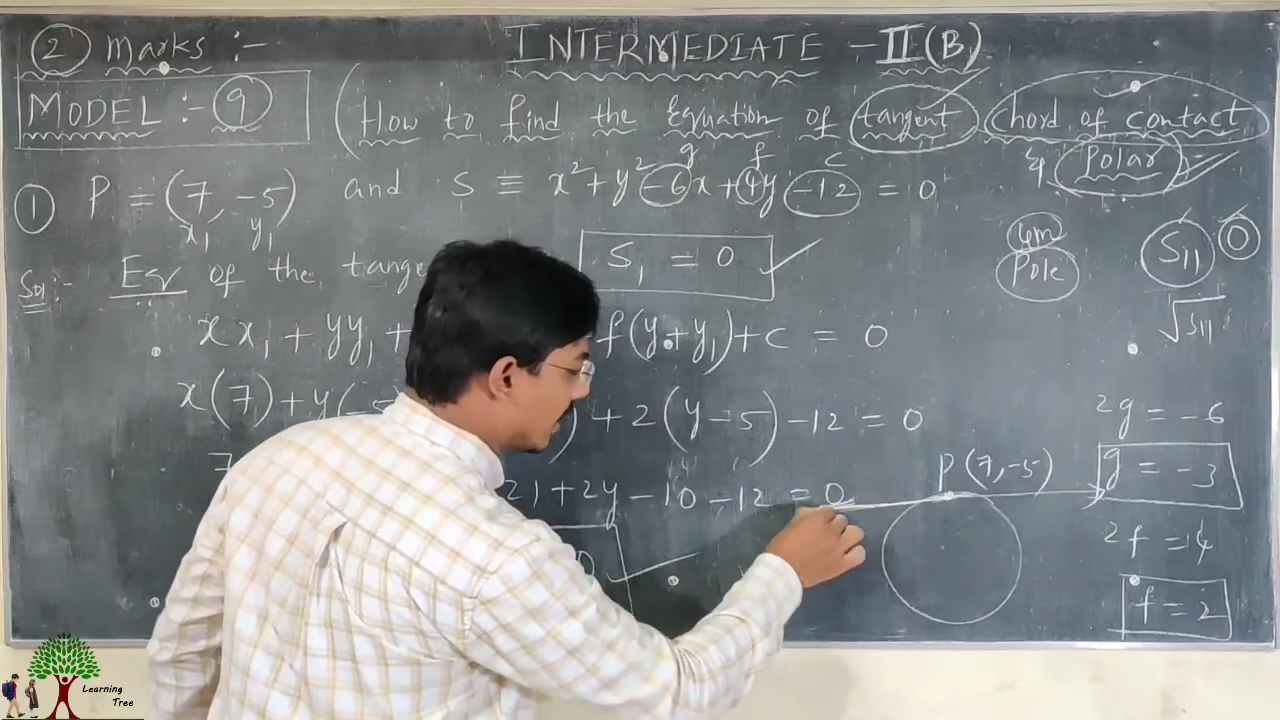 ② Marks :-
INTERMEDIATE - II(B)
MODEL :- ⑨
(How to find the Equation of tangent chord of contact
& Polar :-
g f c
① P = (7, -5) and S ≡ x² + y² - 6x + 4y - 12 = 0
x₁ y₁
Pole
S₁₁ 0
√S₁₁
Sol :- Eq of the tange
S₁ = 0
xx₁ + yy₁ + f(y + y₁) + c = 0
x(7) + y(-5) ) + 2(y - 5) - 12 = 0
7
21 + 2y - 10 - 12 = 0
0
P(7, -5)
2g = -6
g = -3
2f = 4
f = 2
Learning
Tree